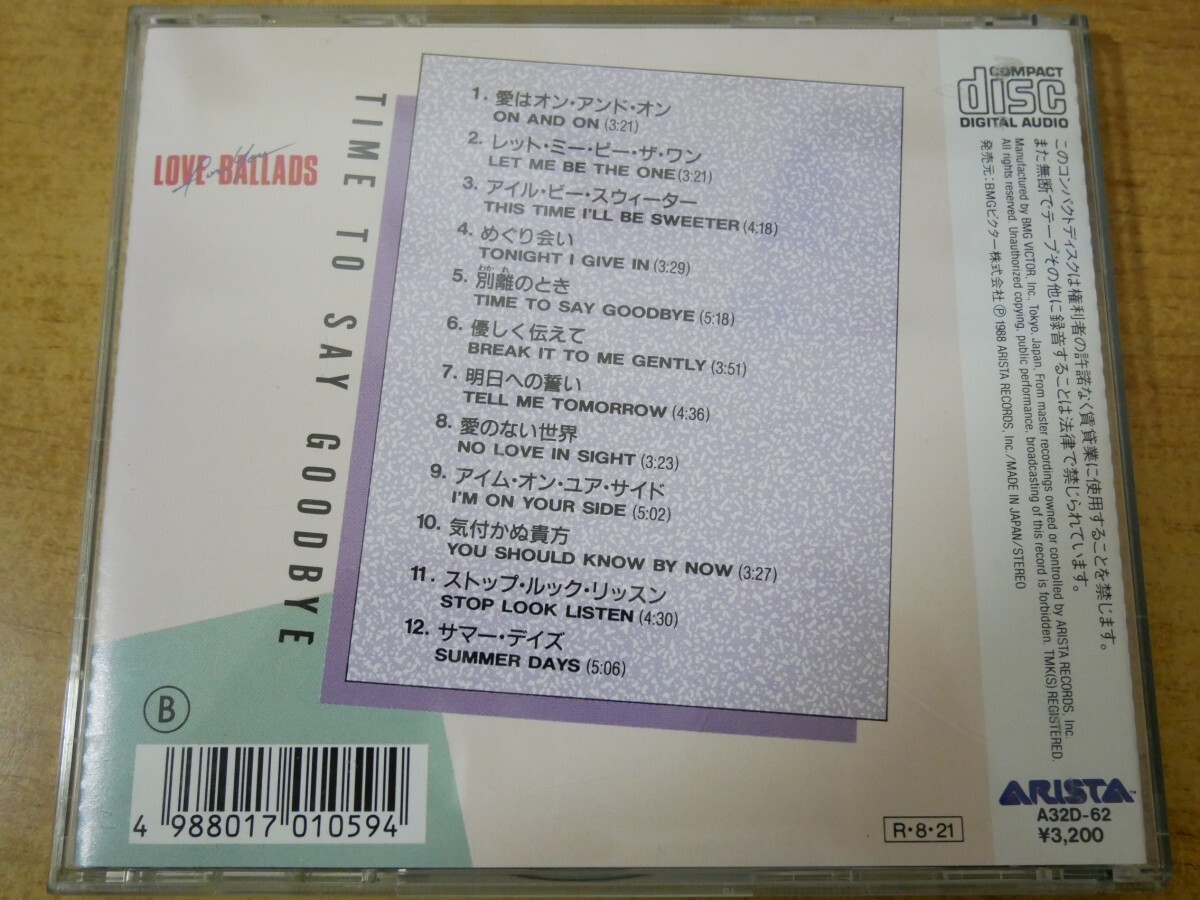 LOVE BALLADS
For You
TIME TO SAY GOODBYE
1. 愛はオン・アンド・オン
ON AND ON (3:21)
2. レット・ミー・ビー・ザ・ワン
LET ME BE THE ONE (3:21)
3. アイル・ビー・スウィーター
THIS TIME I'LL BE SWEETER (4:18)
4. めぐり会い
TONIGHT I GIVE IN (3:29)
わかれ
5. 別離のとき
TIME TO SAY GOODBYE (5:18)
6. 優しく伝えて
BREAK IT TO ME GENTLY (3:51)
7. 明日への誓い
TELL ME TOMORROW (4:36)
8. 愛のない世界
NO LOVE IN SIGHT (3:23)
9. アイム・オン・ユア・サイド
I'M ON YOUR SIDE (5:02)
10. 気付かぬ貴方
YOU SHOULD KNOW BY NOW (3:27)
11. ストップ・ルック・リッスン
STOP LOOK LISTEN (4:30)
12. サマー・デイズ
SUMMER DAYS (5:06)
COMPACT
disc
DIGITAL AUDIO
このコンパクトディスクは権利者の許諾なく賃貸業に使用することを禁じます。
また無断でテープその他に録音することは法律で禁じられています。
Manufactured by BMG VICTOR, Inc., Tokyo, Japan. From master recordings owned or controlled by ARISTA RECORDS, Inc.
All rights reserved. Unauthorized copying, public performance, broadcasting of this record is forbidden. TMK(S) REGISTERED.
発売元:BMGビクター株式会社 Ⓟ 1988 ARISTA RECORDS, Inc./MADE IN JAPAN/STEREO
ARISTA™
A32D-62
¥3,200
R・8・21
Ⓑ
4 988017 010594